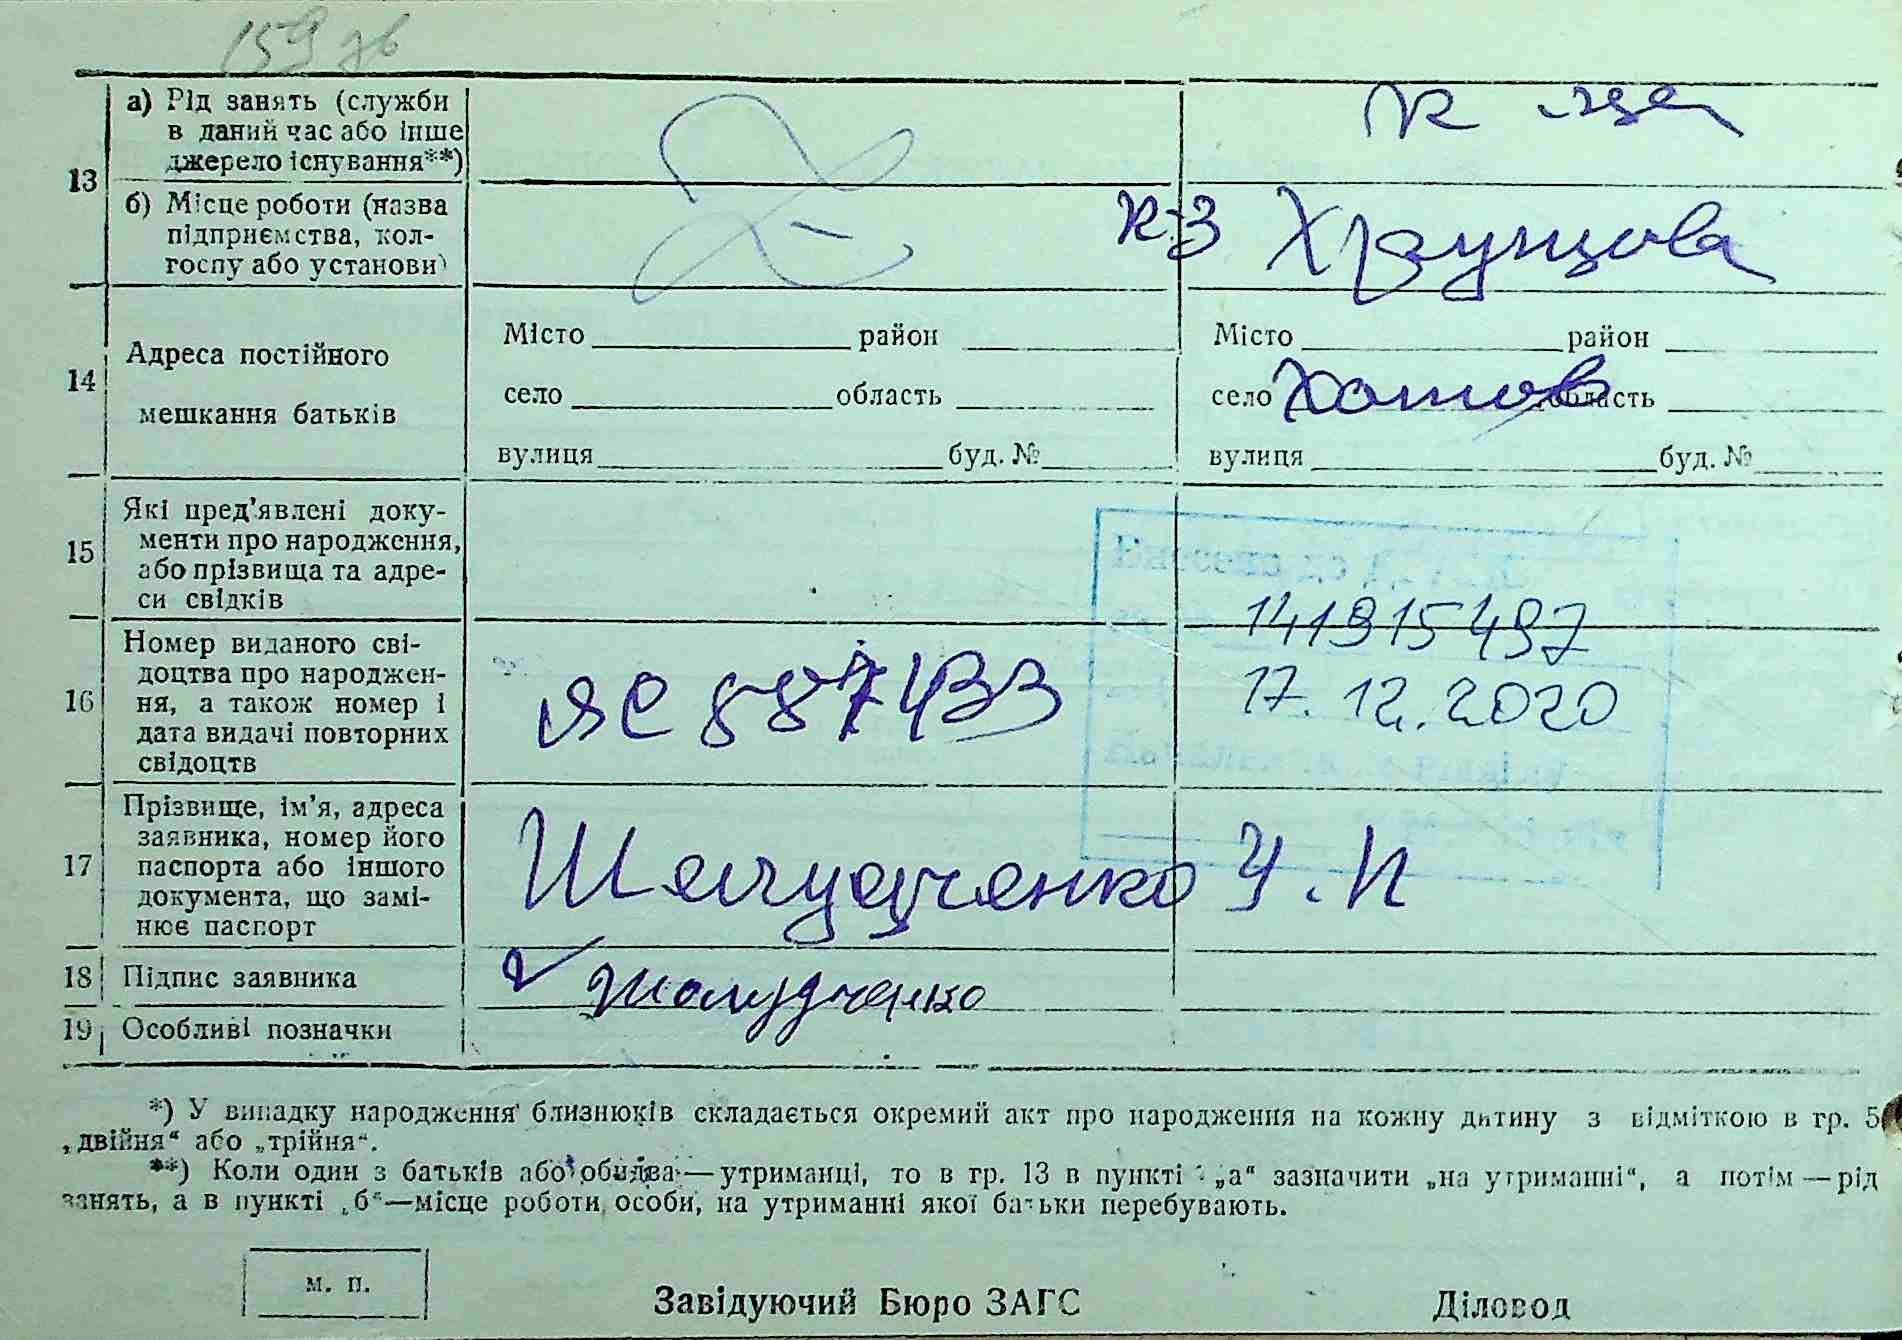 159 зв
13
а) Рід занять (служби
в даний час або інше
джерело існування**)
к-ця
б) Місце роботи (назва
підприємства, кол-
госпу або установи)
к-з Хрущова
14
Адреса постійного
мешкання батьків
Місто район
село область
вулиця буд. №
Місто район
село Хотов область
вулиця буд. №
15
Які пред'явлені доку-
менти про народження,
або прізвища та адре-
си свідків
Внесено до
141915497
16
Номер виданого сві-
доцтва про народжен-
ня, а також номер і
дата видачі повторних
свідоцтв
ЯС 887433
17.12.2020
17
Прізвище, ім'я, адреса
заявника, номер його
паспорта або іншого
документа, що замі-
нює паспорт
Шелудченко У. П
18 Підпис заявника
Шолудченко
19 Особливі позначки
*) У випадку народження близнюків складається окремий акт про народження на кожну дитину з відміткою в гр. 5
„двійня“ або „трійня“.
**) Коли один з батьків або обидва — утриманці, то в гр. 13 в пункті „а“ зазначити „на утриманні“, а потім — рід
занять, а в пункті „б“ — місце роботи особи, на утриманні якої батьки перебувають.
м. п.
Завідуючий Бюро ЗАГС
Діловод